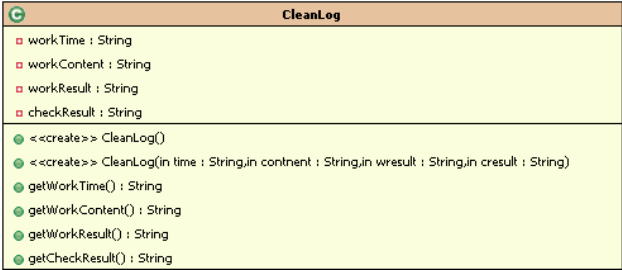 C CleanLog
workTime : String
workContent : String
workResult : String
checkResult : String
<<create>> CleanLog()
<<create>> CleanLog(in time : String,in contnent : String,in wresult : String,in cresult : String)
getWorkTime() : String
getWorkContent() : String
getWorkResult() : String
getCheckResult() : String